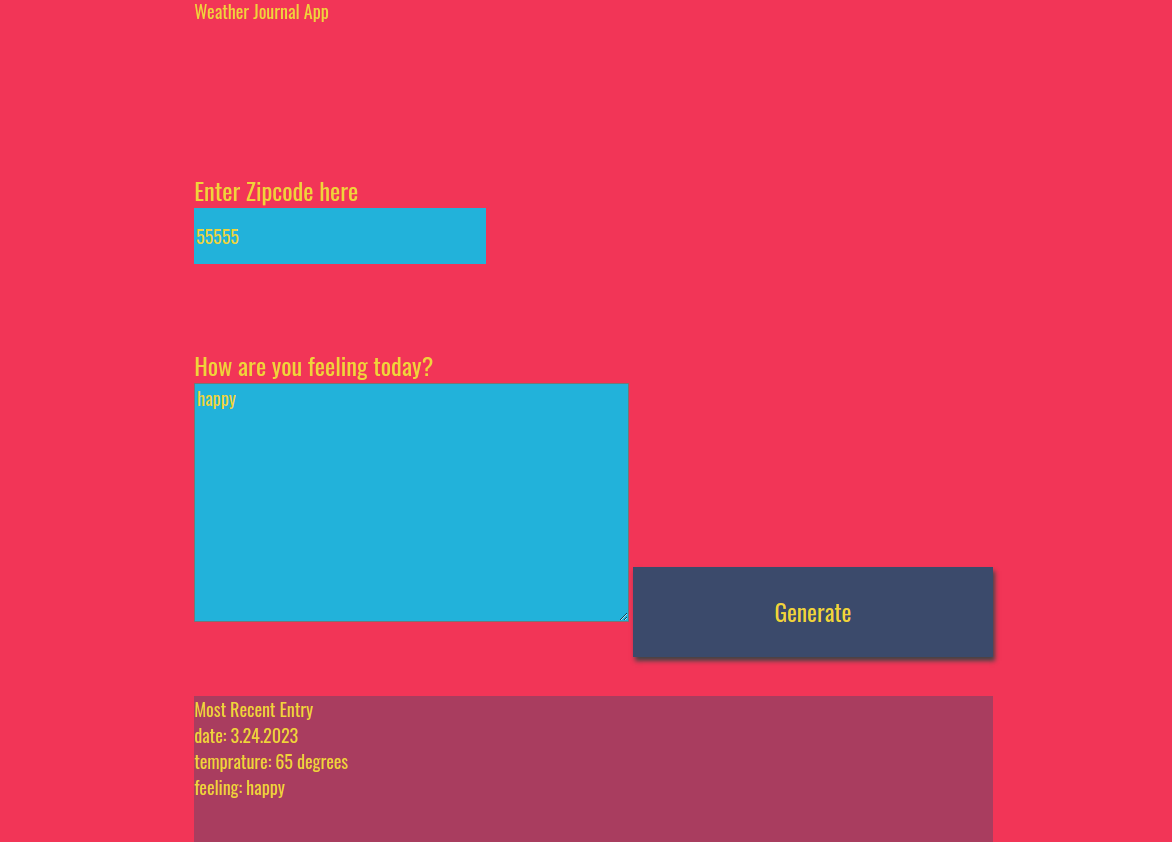 Weather Journal App
Enter Zipcode here
55555
How are you feeling today?
happy
Generate
Most Recent Entry
date: 3.24.2023
temprature: 65 degrees
feeling: happy